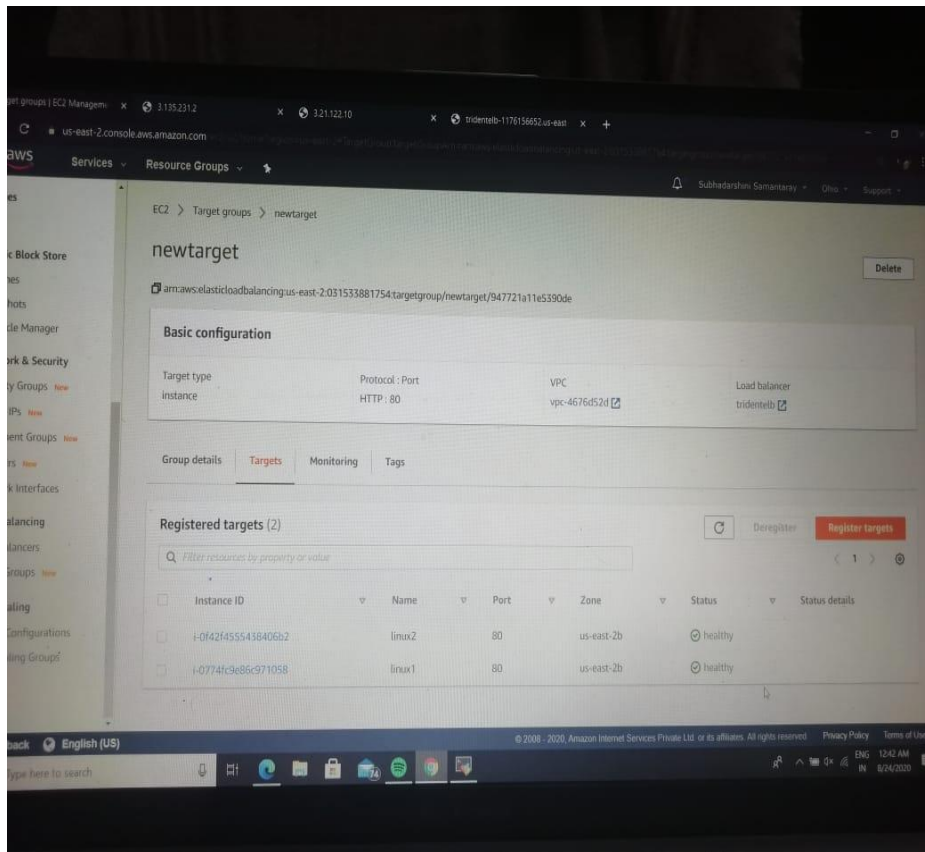 get groups | EC2 Managem × 3.135.231.2 × 3.21.122.10 × tridentelb-1176156652.us-east × +
us-east-2.console.aws.amazon.com
aws Services Resource Groups Subhadarshini Samantaray Ohio Support
es
EC2 > Target groups > newtarget
newtarget
Delete
c Block Store
arn:aws:elasticloadbalancing:us-east-2:031533881754:targetgroup/newtarget/947721a11e5390de
nes
hots
cle Manager
Basic configuration
ork & Security
Target type Protocol : Port VPC Load balancer
ty Groups New
instance HTTP : 80 vpc-4676d52d tridentelb
IPs New
ment Groups New
rs New
Group details Targets Monitoring Tags
k Interfaces
alancing
Registered targets (2) Deregister Register targets
lancers
Filter resources by property or value 1
Groups New
Instance ID Name Port Zone Status Status details
aling
Configurations
i-0f42f4555438406b2 linux2 80 us-east-2b healthy
ling Groups
i-0774fc9e86c971058 linux1 80 us-east-2b healthy
back English (US) © 2008 - 2020, Amazon Internet Services Private Ltd. or its affiliates. All rights reserved. Privacy Policy Terms of Use
Type here to search 74 ENG 12:42 AM
IN 8/24/2020